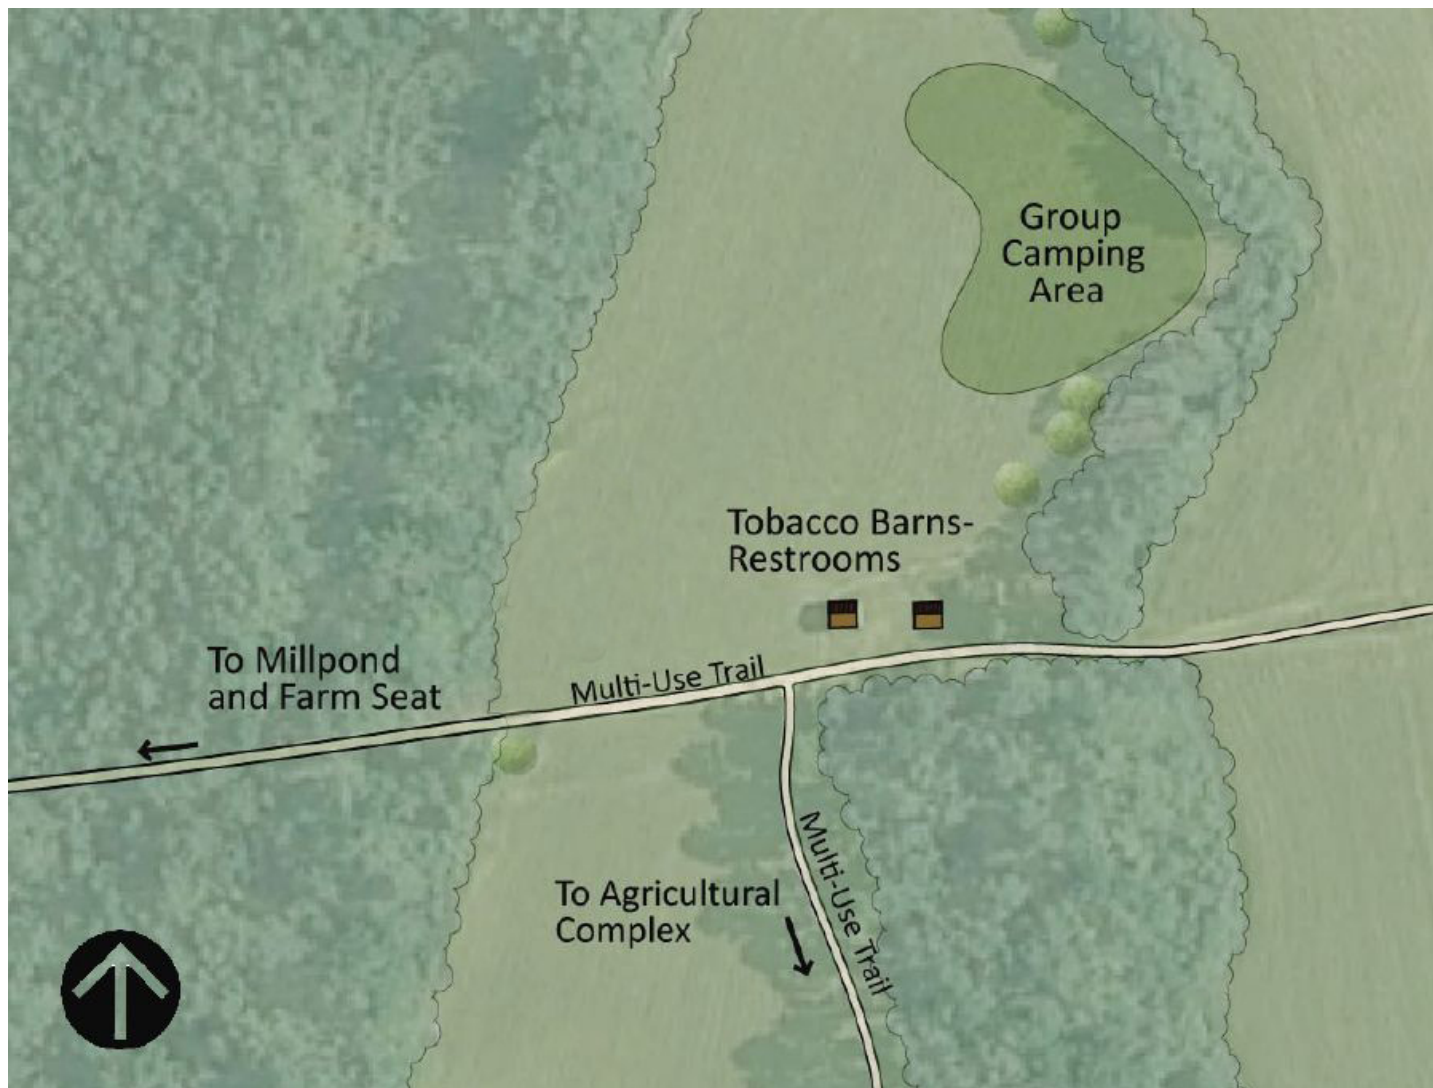 Group
Camping
Area
Tobacco Barns-
Restrooms
To Millpond
and Farm Seat
Multi-Use Trail
Multi-Use Trail
To Agricultural
Complex